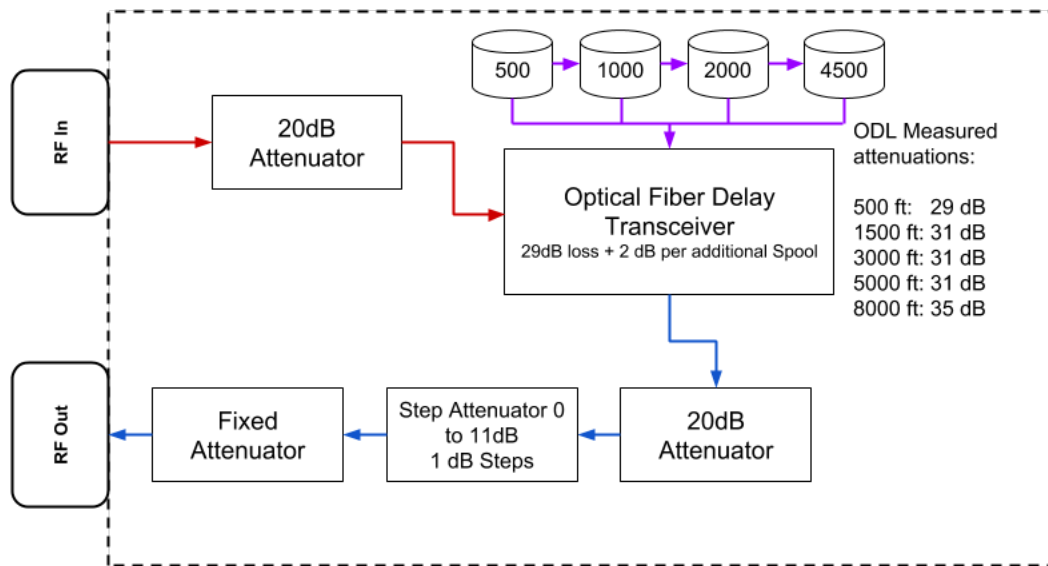 500
1000
2000
4500
RF In
20dB
Attenuator
Optical Fiber Delay
Transceiver
29dB loss + 2 dB per additional Spool
ODL Measured
attenuations:
500 ft: 29 dB
1500 ft: 31 dB
3000 ft: 31 dB
5000 ft: 31 dB
8000 ft: 35 dB
RF Out
Fixed
Attenuator
Step Attenuator 0
to 11dB
1 dB Steps
20dB
Attenuator